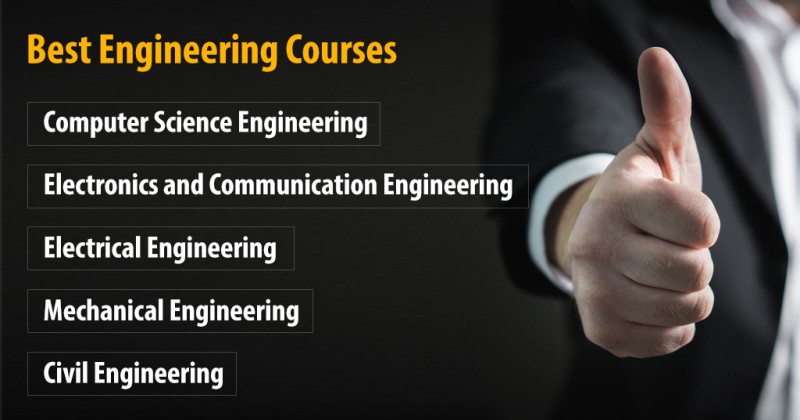 Best Engineering Courses
Computer Science Engineering
Electronics and Communication Engineering
Electrical Engineering
Mechanical Engineering
Civil Engineering